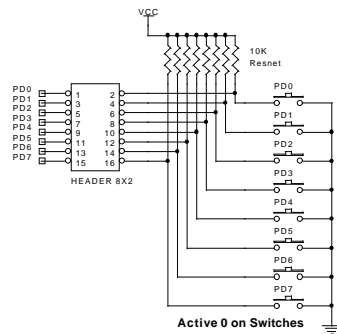 VCC
10K
Resnet
PD0
PD1
PD2
PD3
PD4
PD5
PD6
PD7
1 2
3 4
5 6
7 8
9 10
11 12
13 14
15 16
HEADER 8X2
PD0
PD1
PD2
PD3
PD4
PD5
PD6
PD7
Active 0 on Switches